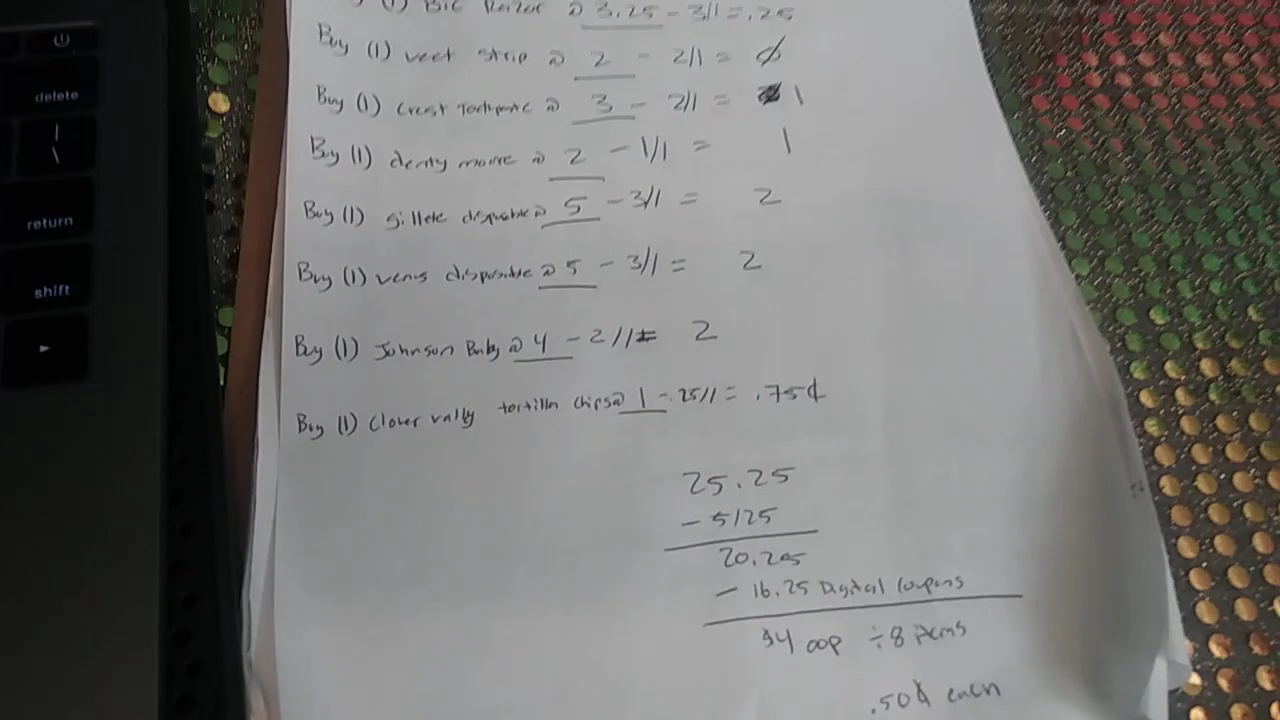 (1) Bic Razor @ 3.25 - 3/1 = .25
Buy (1) veet strip @ 2 - 2/1 = ∅
Buy (1) Crest Toothpaste @ 3 - 2/1 = 1
Buy (1) denty moore @ 2 - 1/1 = 1
Buy (1) gillete disposable @ 5 - 3/1 = 2
Buy (1) venus disposable @ 5 - 3/1 = 2
Buy (1) Johnson Baby @ 4 - 2/1 = 2
Buy (1) Clover vally tortilla chips @ 1 - .25/1 = .75¢
25.25
- 5/25
20.25
- 16.25 Digital Coupons
$4 oop ÷ 8 items
.50¢ each
delete
|
\
return
shift